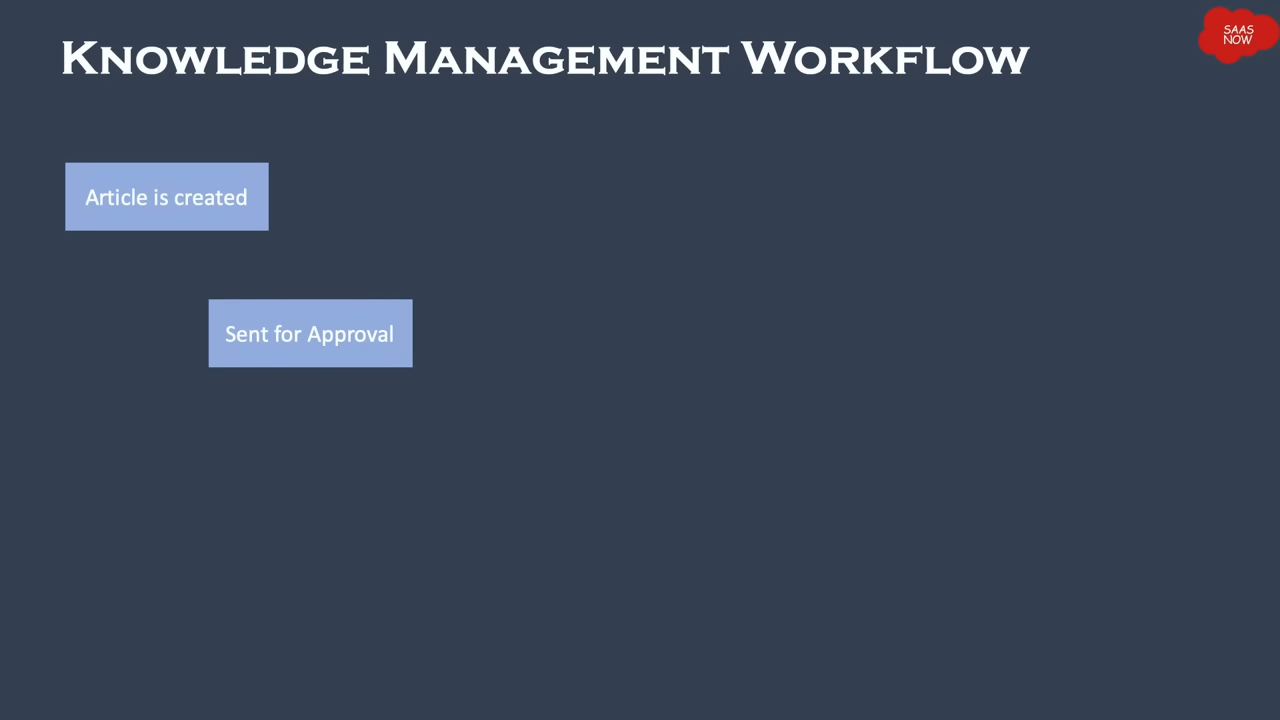 Knowledge Management Workflow
SAAS
NOW
Article is created
Sent for Approval